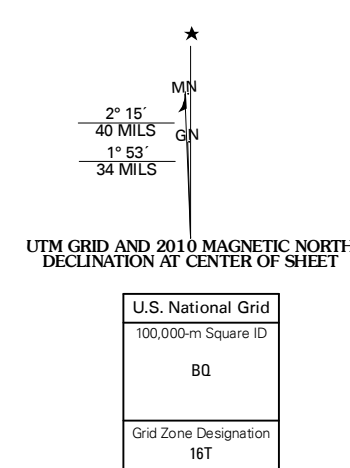 ★
MN
2° 15´
40 MILS
GN
1° 53´
34 MILS
UTM GRID AND 2010 MAGNETIC NORTH
DECLINATION AT CENTER OF SHEET
U.S. National Grid
100,000-m Square ID
BQ
Grid Zone Designation
16T